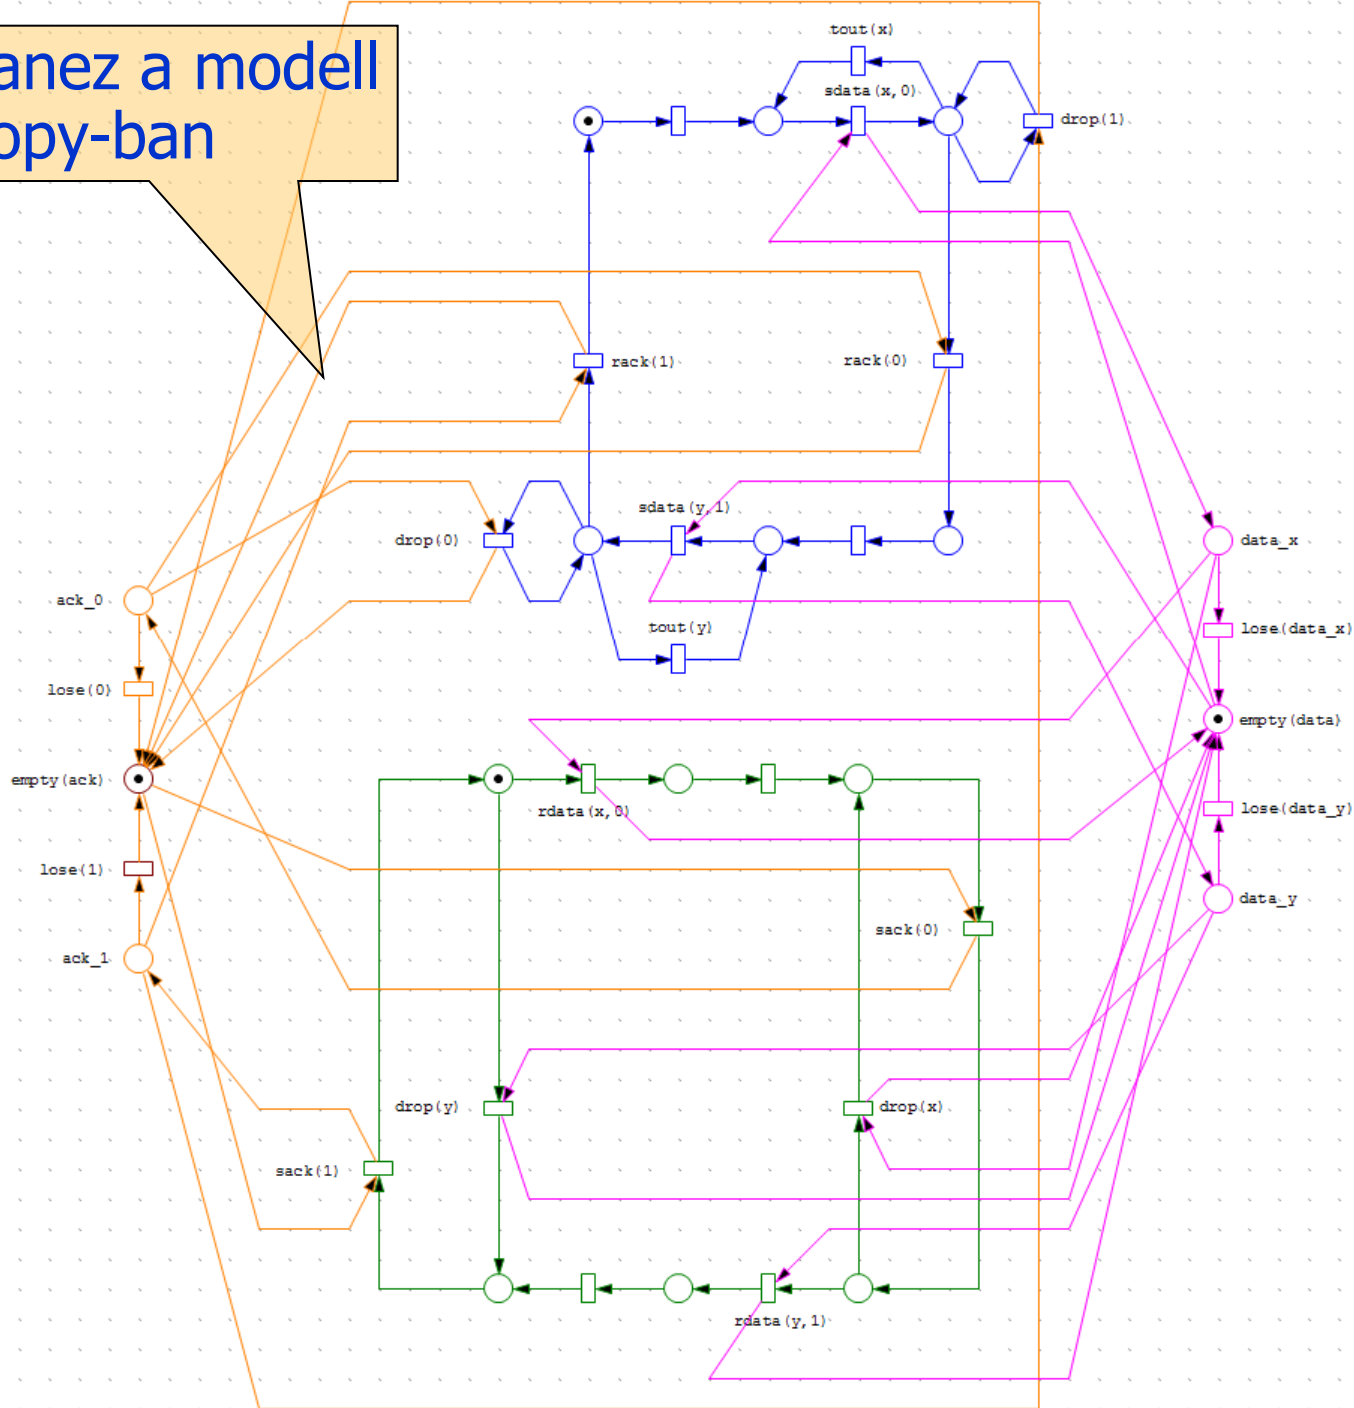 anez a modell
opy-ban
tout(x)
sdata(x,0)
drop(1)
rack(1)
rack(0)
sdata(y,1)
drop(0)
data_x
ack_0
tout(y)
lose(data_x)
lose(0)
empty(data)
empty(ack)
rdata(x,0)
lose(data_y)
lose(1)
data_y
sack(0)
ack_1
drop(y)
drop(x)
sack(1)
rdata(y,1)